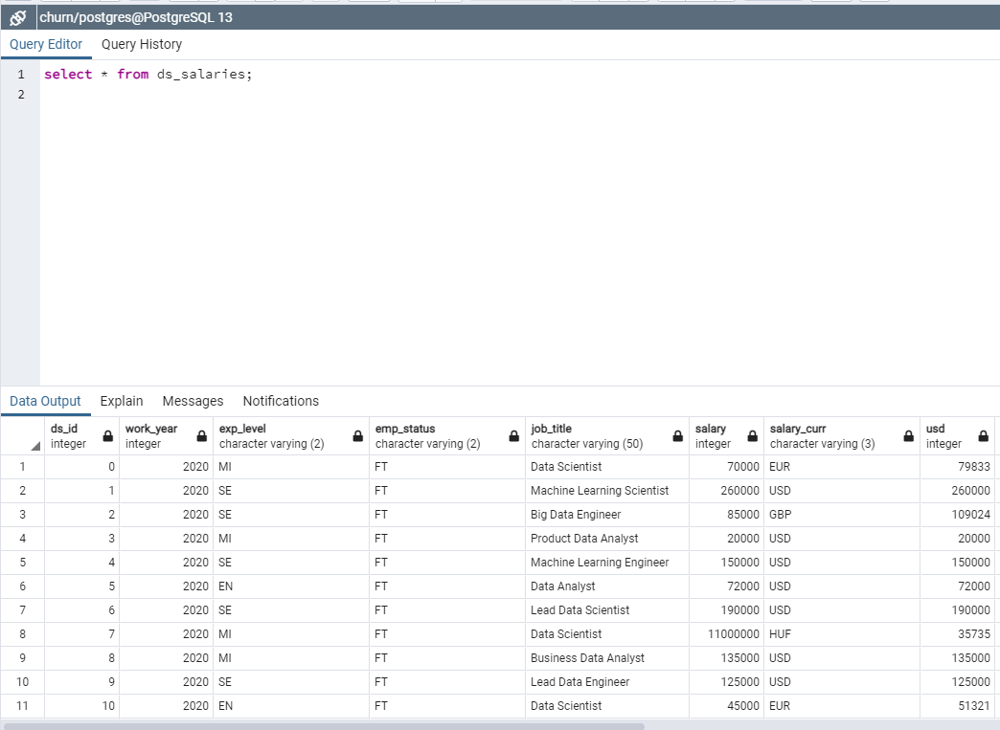 churn/postgres@PostgreSQL 13
Query Editor Query History
1 select * from ds_salaries;
2
Data Output Explain Messages Notifications
ds_id work_year exp_level emp_status job_title salary salary_curr usd
integer integer character varying (2) character varying (2) character varying (50) integer character varying (3) integer
1 0 2020 MI FT Data Scientist 70000 EUR 79833
2 1 2020 SE FT Machine Learning Scientist 260000 USD 260000
3 2 2020 SE FT Big Data Engineer 85000 GBP 109024
4 3 2020 MI FT Product Data Analyst 20000 USD 20000
5 4 2020 SE FT Machine Learning Engineer 150000 USD 150000
6 5 2020 EN FT Data Analyst 72000 USD 72000
7 6 2020 SE FT Lead Data Scientist 190000 USD 190000
8 7 2020 MI FT Data Scientist 11000000 HUF 35735
9 8 2020 MI FT Business Data Analyst 135000 USD 135000
10 9 2020 SE FT Lead Data Engineer 125000 USD 125000
11 10 2020 EN FT Data Scientist 45000 EUR 51321